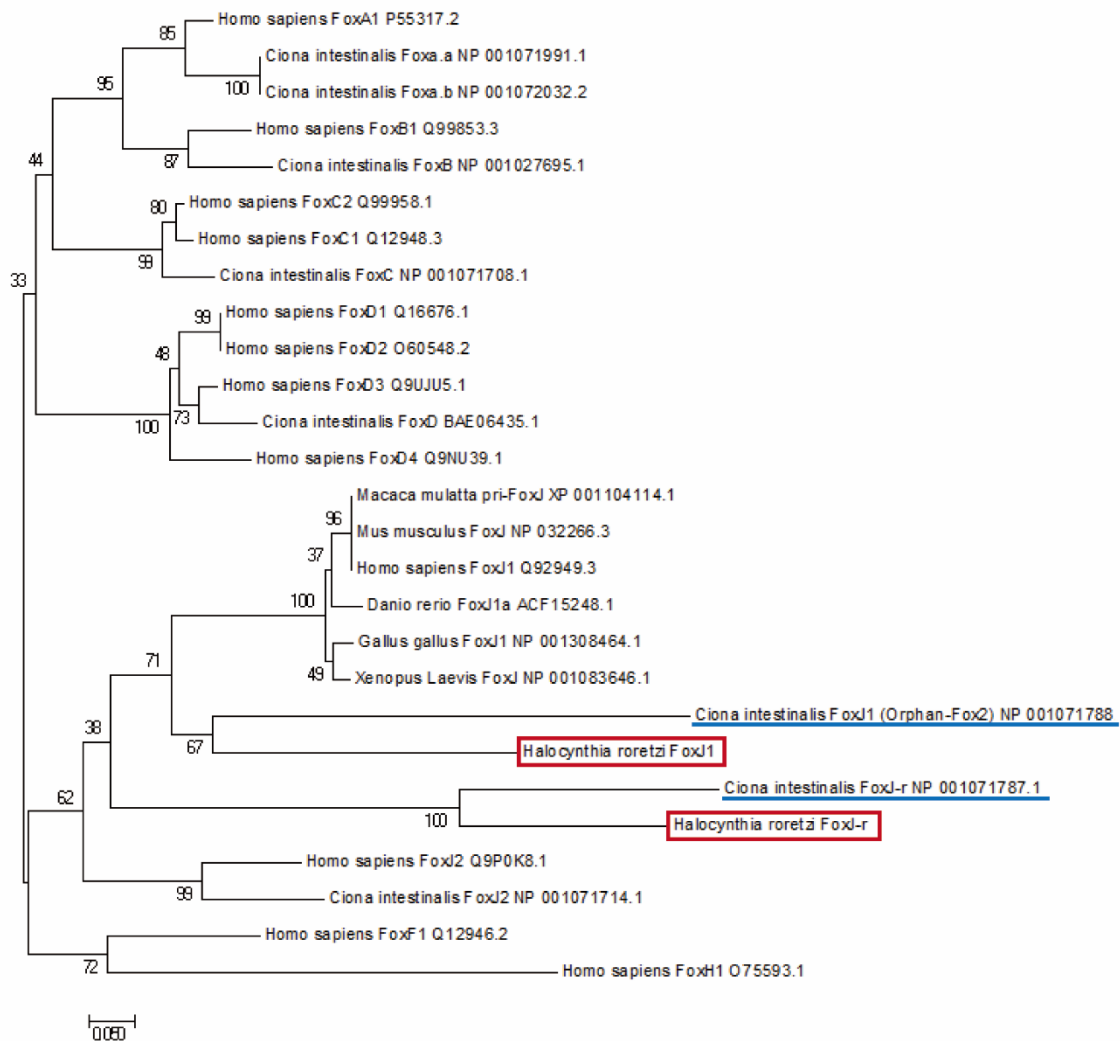 Homo sapiens FoxA1 P55317.2
85
Ciona intestinalis Foxa.a NP 001071991.1
95
100
Ciona intestinalis Foxa.b NP 001072032.2
Homo sapiens FoxB1 Q99853.3
44
87
Ciona intestinalis FoxB NP 001027695.1
80
Homo sapiens FoxC2 Q99958.1
Homo sapiens FoxC1 Q12948.3
99
33
Ciona intestinalis FoxC NP 001071708.1
99
Homo sapiens FoxD1 Q16676.1
48
Homo sapiens FoxD2 O60548.2
Homo sapiens FoxD3 Q9UJU5.1
73
100
Ciona intestinalis FoxD BAE06435.1
Homo sapiens FoxD4 Q9NU39.1
Macaca mulatta pri-FoxJ XP 001104114.1
96
Mus musculus FoxJ NP 032266.3
37
Homo sapiens FoxJ1 Q92949.3
100
Danio rerio FoxJ1a ACF15248.1
Gallus gallus FoxJ1 NP 001308464.1
71
49
Xenopus Laevis FoxJ NP 001083646.1
Ciona intestinalis FoxJ1 (Orphan-Fox2) NP 001071788
38
67
Halocynthia roretzi FoxJ1
Ciona intestinalis FoxJ-r NP 001071787.1
62
100
Halocynthia roretzi FoxJ-r
Homo sapiens FoxJ2 Q9P0K8.1
99
Ciona intestinalis FoxJ2 NP 001071714.1
Homo sapiens FoxF1 Q12946.2
72
Homo sapiens FoxH1 O75593.1
0.050